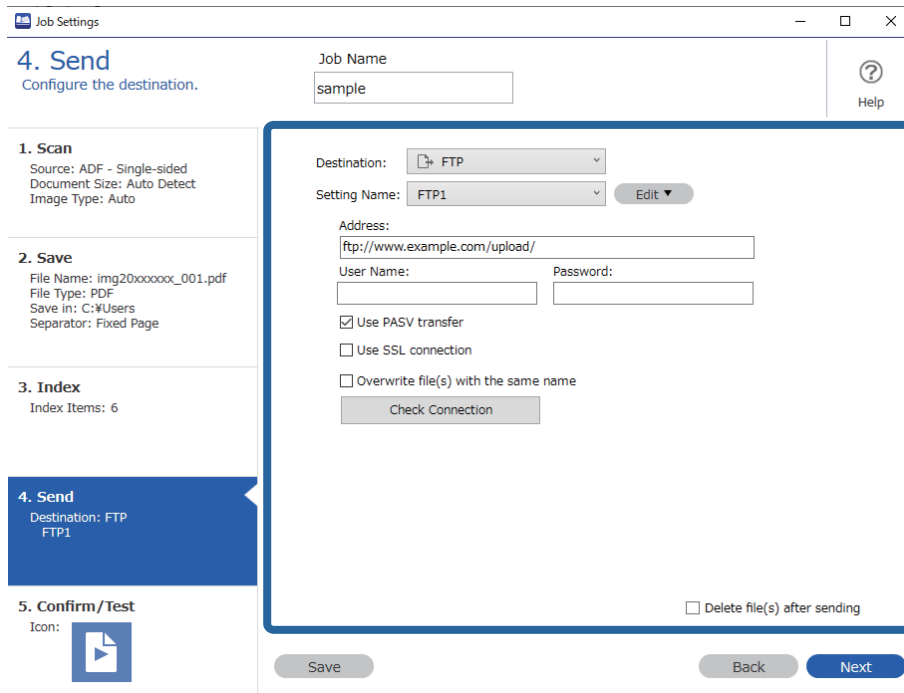 Job Settings
4. Send
Configure the destination.
Job Name
sample
Help
1. Scan
Source: ADF - Single-sided
Document Size: Auto Detect
Image Type: Auto
2. Save
File Name: img20xxxxxx_001.pdf
File Type: PDF
Save in: C:¥Users
Separator: Fixed Page
3. Index
Index Items: 6
4. Send
Destination: FTP
FTP1
5. Confirm/Test
Icon:
Destination: FTP
Setting Name: FTP1 Edit ▼
Address:
ftp://www.example.com/upload/
User Name: Password:
Use PASV transfer
Use SSL connection
Overwrite file(s) with the same name
Check Connection
Delete file(s) after sending
Save Back Next